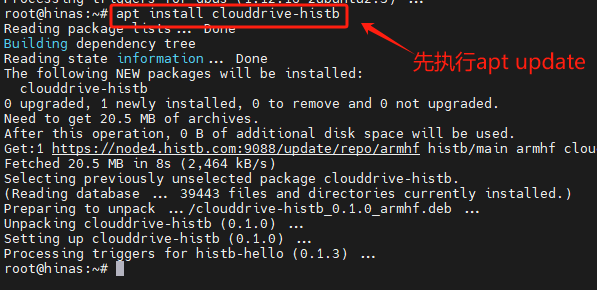 Processing triggers for dbus (1.12.16-2ubuntu2.3) ...
root@hinas:~# apt install clouddrive-histb
Reading package lists... Done
先执行apt update
Building dependency tree
Reading state information... Done
The following NEW packages will be installed:
clouddrive-histb
0 upgraded, 1 newly installed, 0 to remove and 0 not upgraded.
Need to get 20.5 MB of archives.
After this operation, 0 B of additional disk space will be used.
Get:1 https://node4.histb.com:9088/update/repo/armhf histb/main armhf clou
Fetched 20.5 MB in 8s (2,464 kB/s)
Selecting previously unselected package clouddrive-histb.
(Reading database ... 39443 files and directories currently installed.)
Preparing to unpack .../clouddrive-histb_0.1.0_armhf.deb ...
Unpacking clouddrive-histb (0.1.0) ...
Setting up clouddrive-histb (0.1.0) ...
Processing triggers for histb-hello (0.1.3) ...
root@hinas:~#